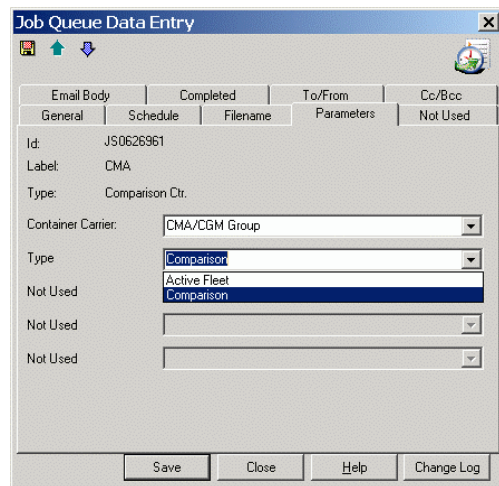 Job Queue Data Entry
Email Body Completed To/From Cc/Bcc
General Schedule Filename Parameters Not Used
Id: JS0626961
Label: CMA
Type: Comparison Ctr.
Container Carrier: CMA/CGM Group
Type Comparison
Active Fleet
Not Used Comparison
Not Used
Not Used
Save Close Help Change Log